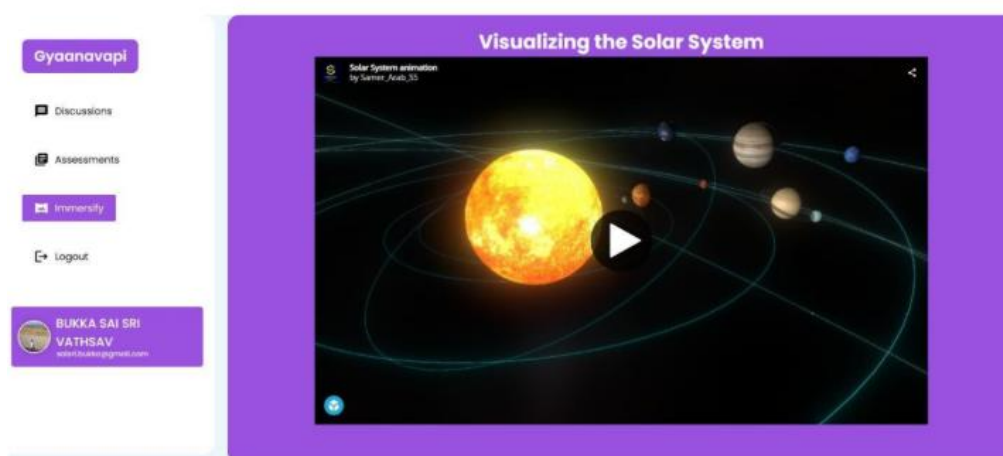 Gyaanavapi
Discussions
Assessments
Immersify
Logout
BUKKA SAI SRI
VATHSAV
Visualizing the Solar System
Solar System animation
by Samer_Arab_55